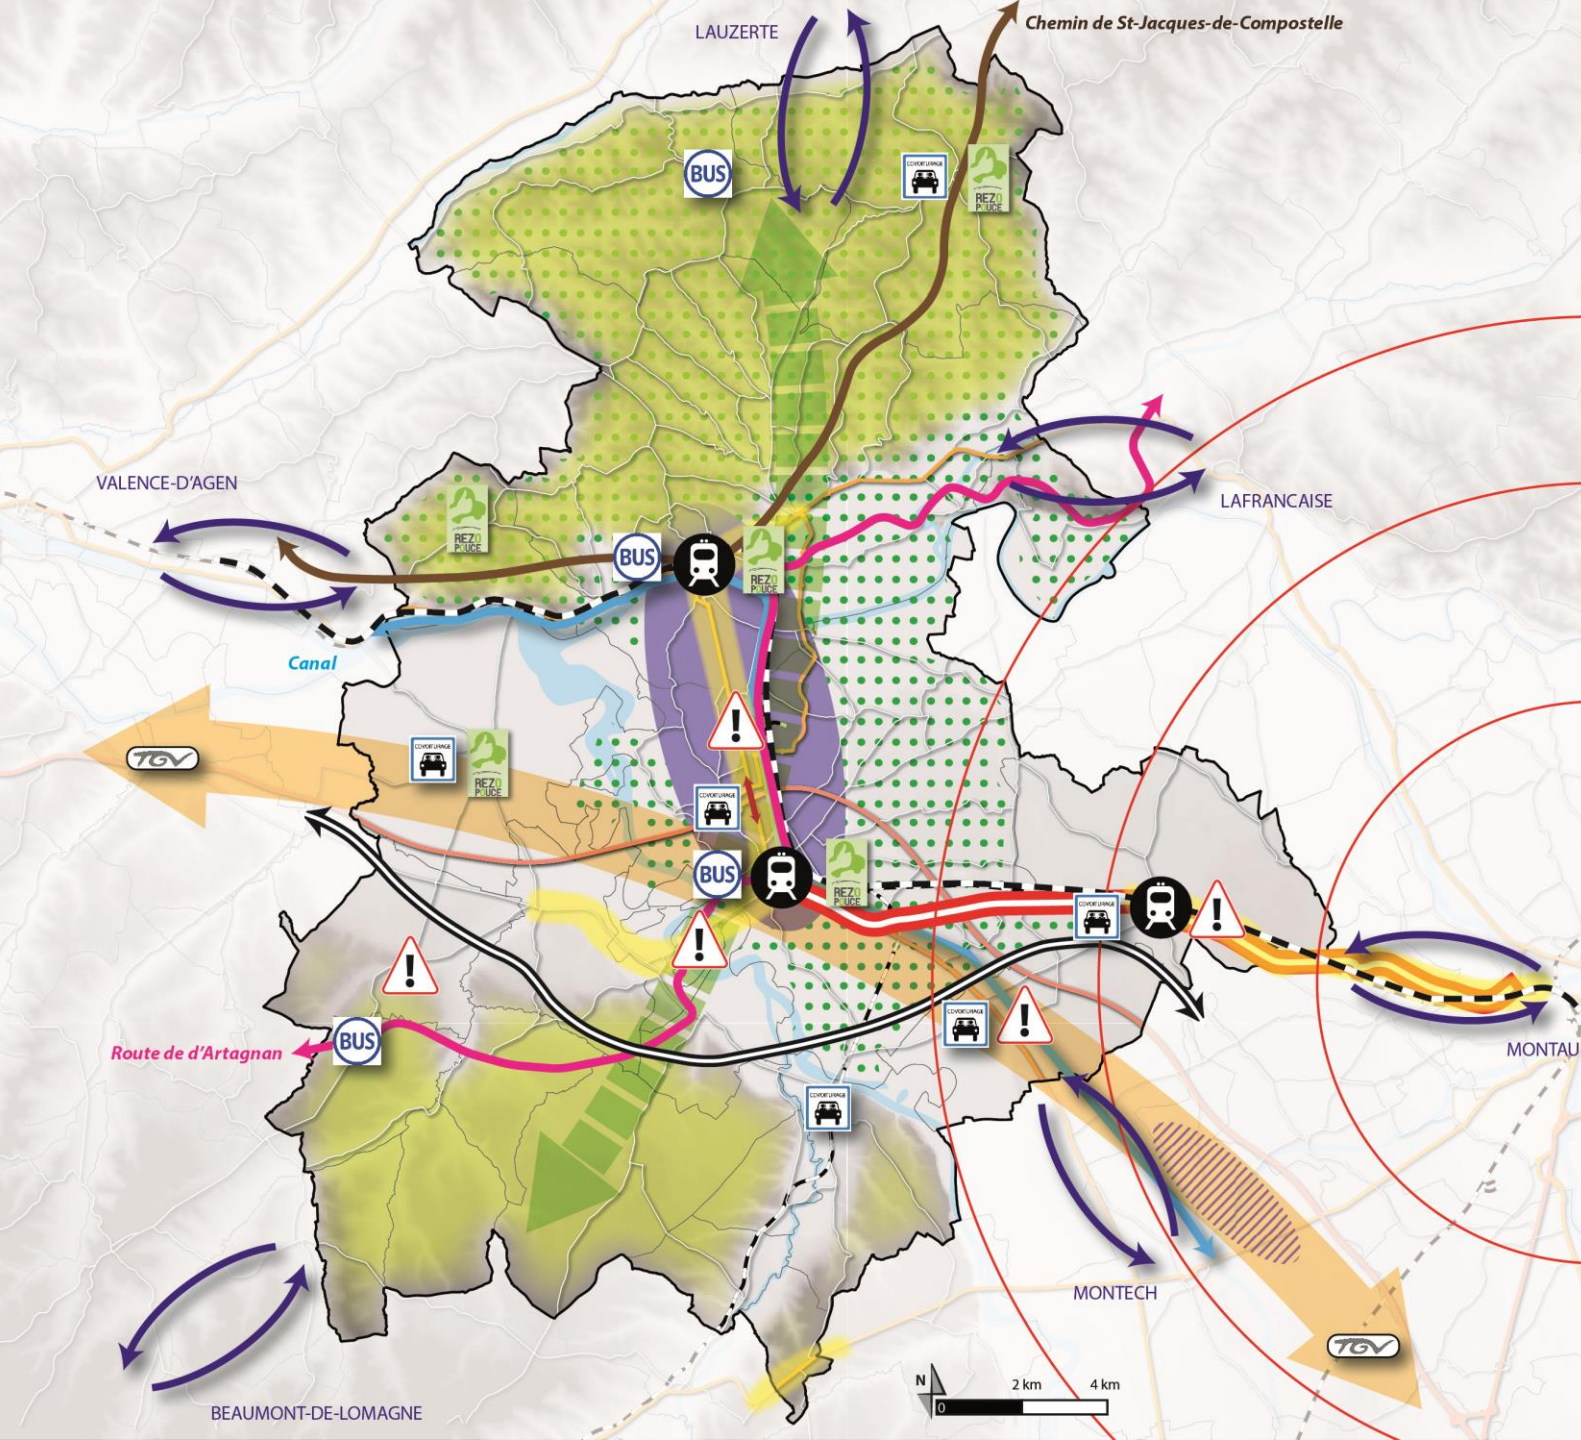 LAUZERTE
Chemin de St-Jacques-de-Compostelle
BUS
COVOITURAGE
REZO
POUCE
VALENCE-D'AGEN
REZO
POUCE
LAFRANCAISE
BUS
REZO
POUCE
Canal
TGV
COVOITURAGE
REZO
POUCE
COVOITURAGE
BUS
REZO
POUCE
COVOITURAGE
COVOITURAGE
BUS
Route de d'Artagnan
MONTAU
COVOITURAGE
MONTECH
TGV
N
0
2 km
4 km
BEAUMONT-DE-LOMAGNE